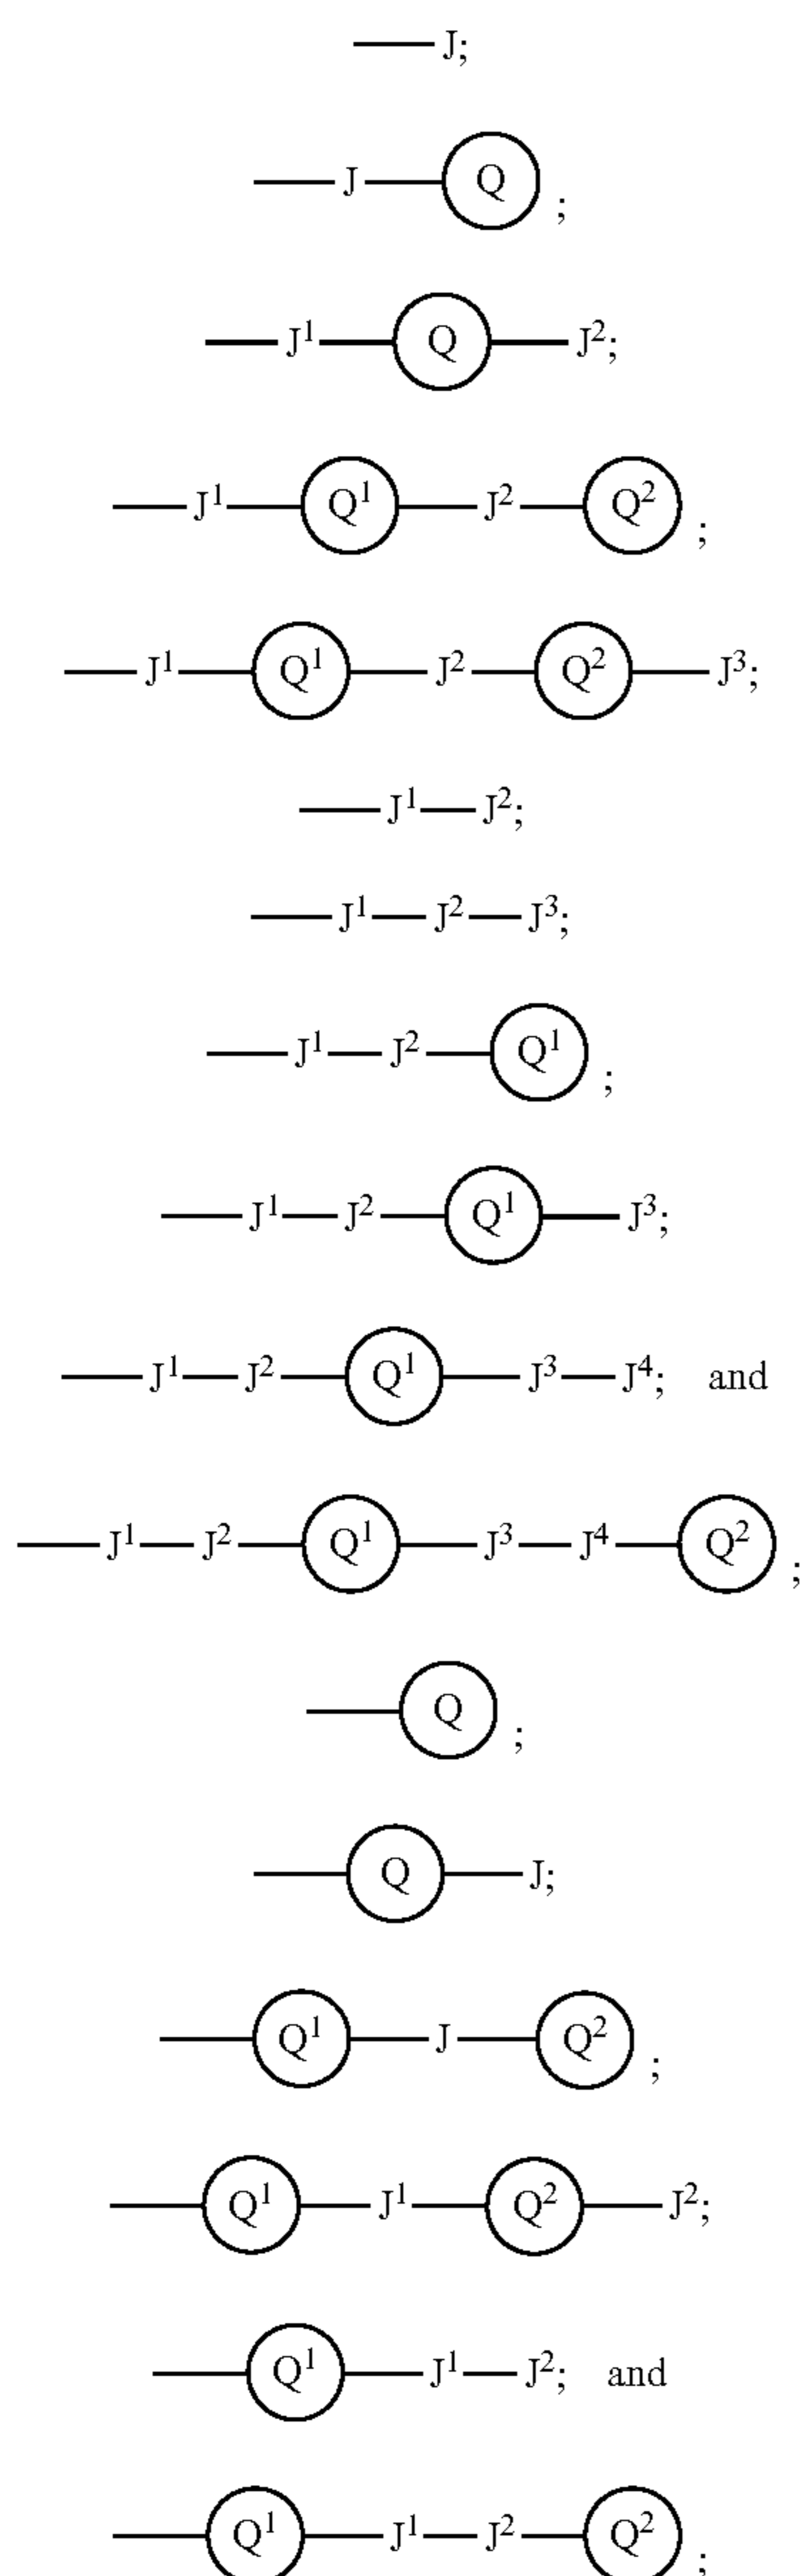 J;
J Q ;
J¹ Q J²;
J¹ Q¹ J² Q² ;
J¹ Q¹ J² Q² J³;
J¹ J²;
J¹ J² J³;
J¹ J² Q¹ ;
J¹ J² Q¹ J³;
J¹ J² Q¹ J³ J⁴; and
J¹ J² Q¹ J³ J⁴ Q² ;
Q ;
Q J;
Q¹ J Q² ;
Q¹ J¹ Q² J²;
Q¹ J¹ J²; and
Q¹ J¹ J² Q² ;